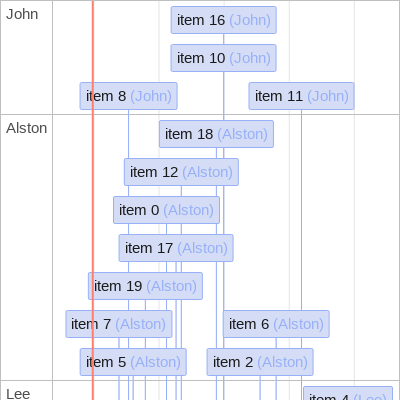 John
item 16 (John)
item 10 (John)
item 8 (John)
item 11 (John)
Alston
item 18 (Alston)
item 12 (Alston)
item 0 (Alston)
item 17 (Alston)
item 19 (Alston)
item 7 (Alston)
item 6 (Alston)
item 5 (Alston)
item 2 (Alston)
Lee
item 4 (Lee)